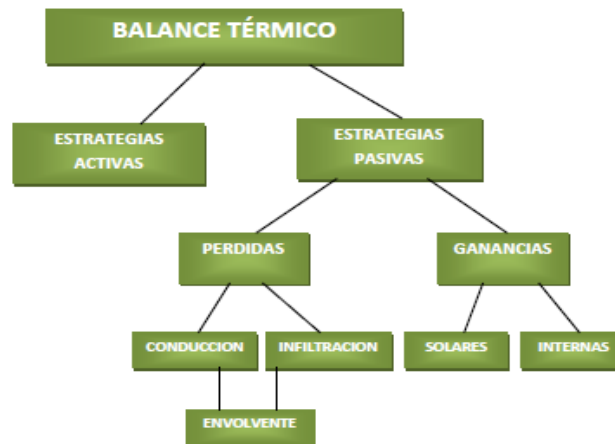 BALANCE TÉRMICO
ESTRATEGIAS
ACTIVAS
ESTRATEGIAS
PASIVAS
PERDIDAS
GANANCIAS
CONDUCCION
INFILTRACION
SOLARES
INTERNAS
ENVOLVENTE